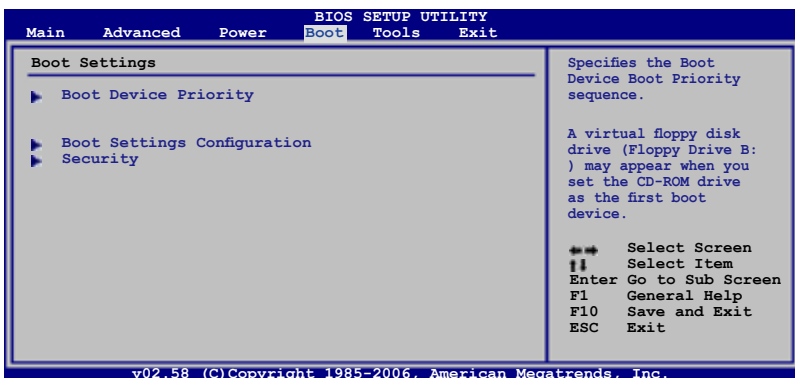 BIOS SETUP UTILITY
Main Advanced Power Boot Tools Exit
Boot Settings
Boot Device Priority
Boot Settings Configuration
Security
Specifies the Boot
Device Boot Priority
sequence.
A virtual floppy disk
drive (Floppy Drive B:
) may appear when you
set the CD-ROM drive
as the first boot
device.
Select Screen
Select Item
Enter Go to Sub Screen
F1 General Help
F10 Save and Exit
ESC Exit
v02.58 (C)Copyright 1985-2006, American Megatrends, Inc.